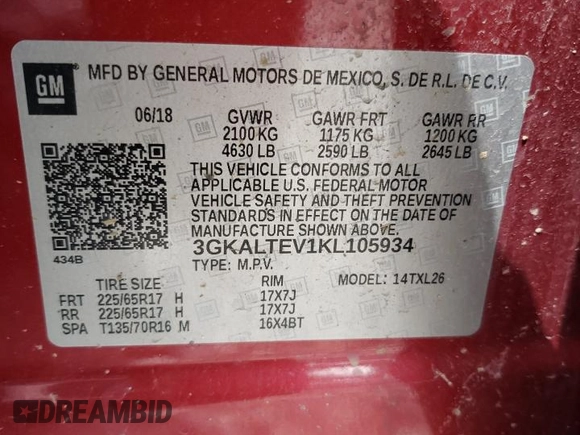 GM
®
MFD BY GENERAL MOTORS DE MEXICO, S. DE R.L. DE C.V.
06/18 GVWR GAWR FRT GAWR RR
2100 KG 1175 KG 1200 KG
4630 LB 2590 LB 2645 LB
THIS VEHICLE CONFORMS TO ALL
APPLICABLE U.S. FEDERAL MOTOR
VEHICLE SAFETY AND THEFT PREVENTION
STANDARDS IN EFFECT ON THE DATE OF
MANUFACTURE SHOWN ABOVE.
434B
3GKALTEV1KL105934
TYPE: M.P.V. MODEL: 14TXL26
TIRE SIZE RIM
FRT 225/65R17 H 17X7J
RR 225/65R17 H 17X7J
SPA T135/70R16 M 16X4BT
DREAMBID